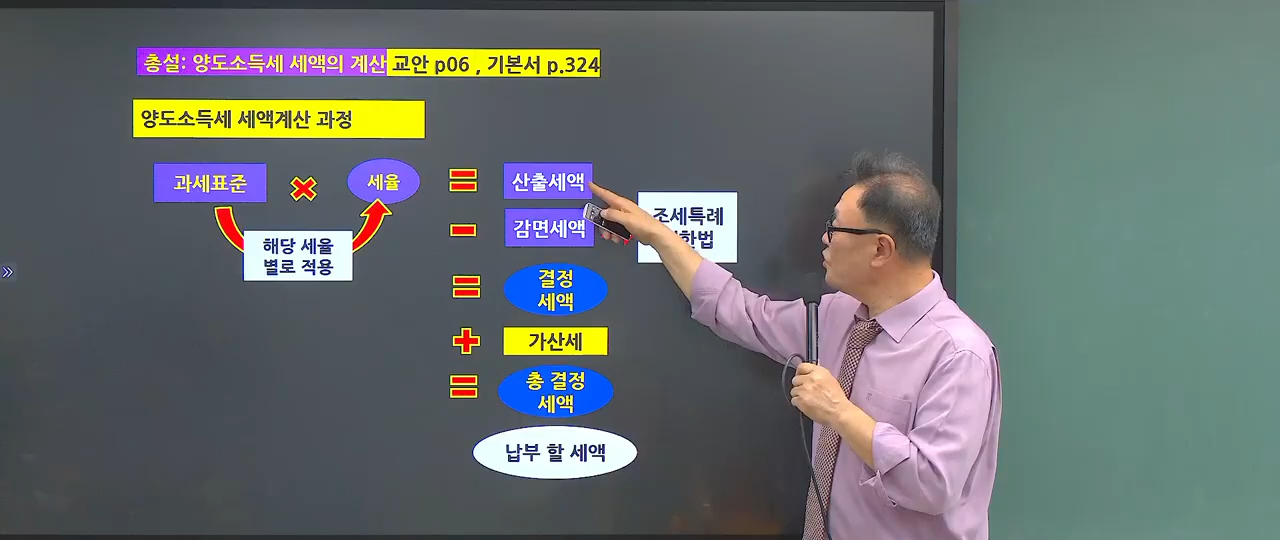 총설: 양도소득세 세액의 계산 교안 p06 , 기본서 p.324
양도소득세 세액계산 과정
과세표준 × 세율 = 산출세액
해당 세율
별로 적용
- 감면세액
조세특례
한법
= 결정
세액
+ 가산세
= 총 결정
세액
납부 할 세액
»